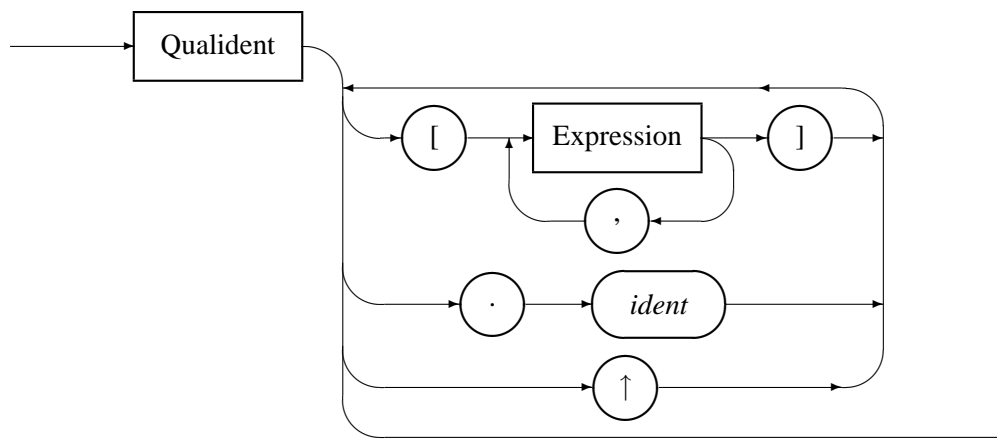 Qualident
[ Expression ]
,
. ident
↑